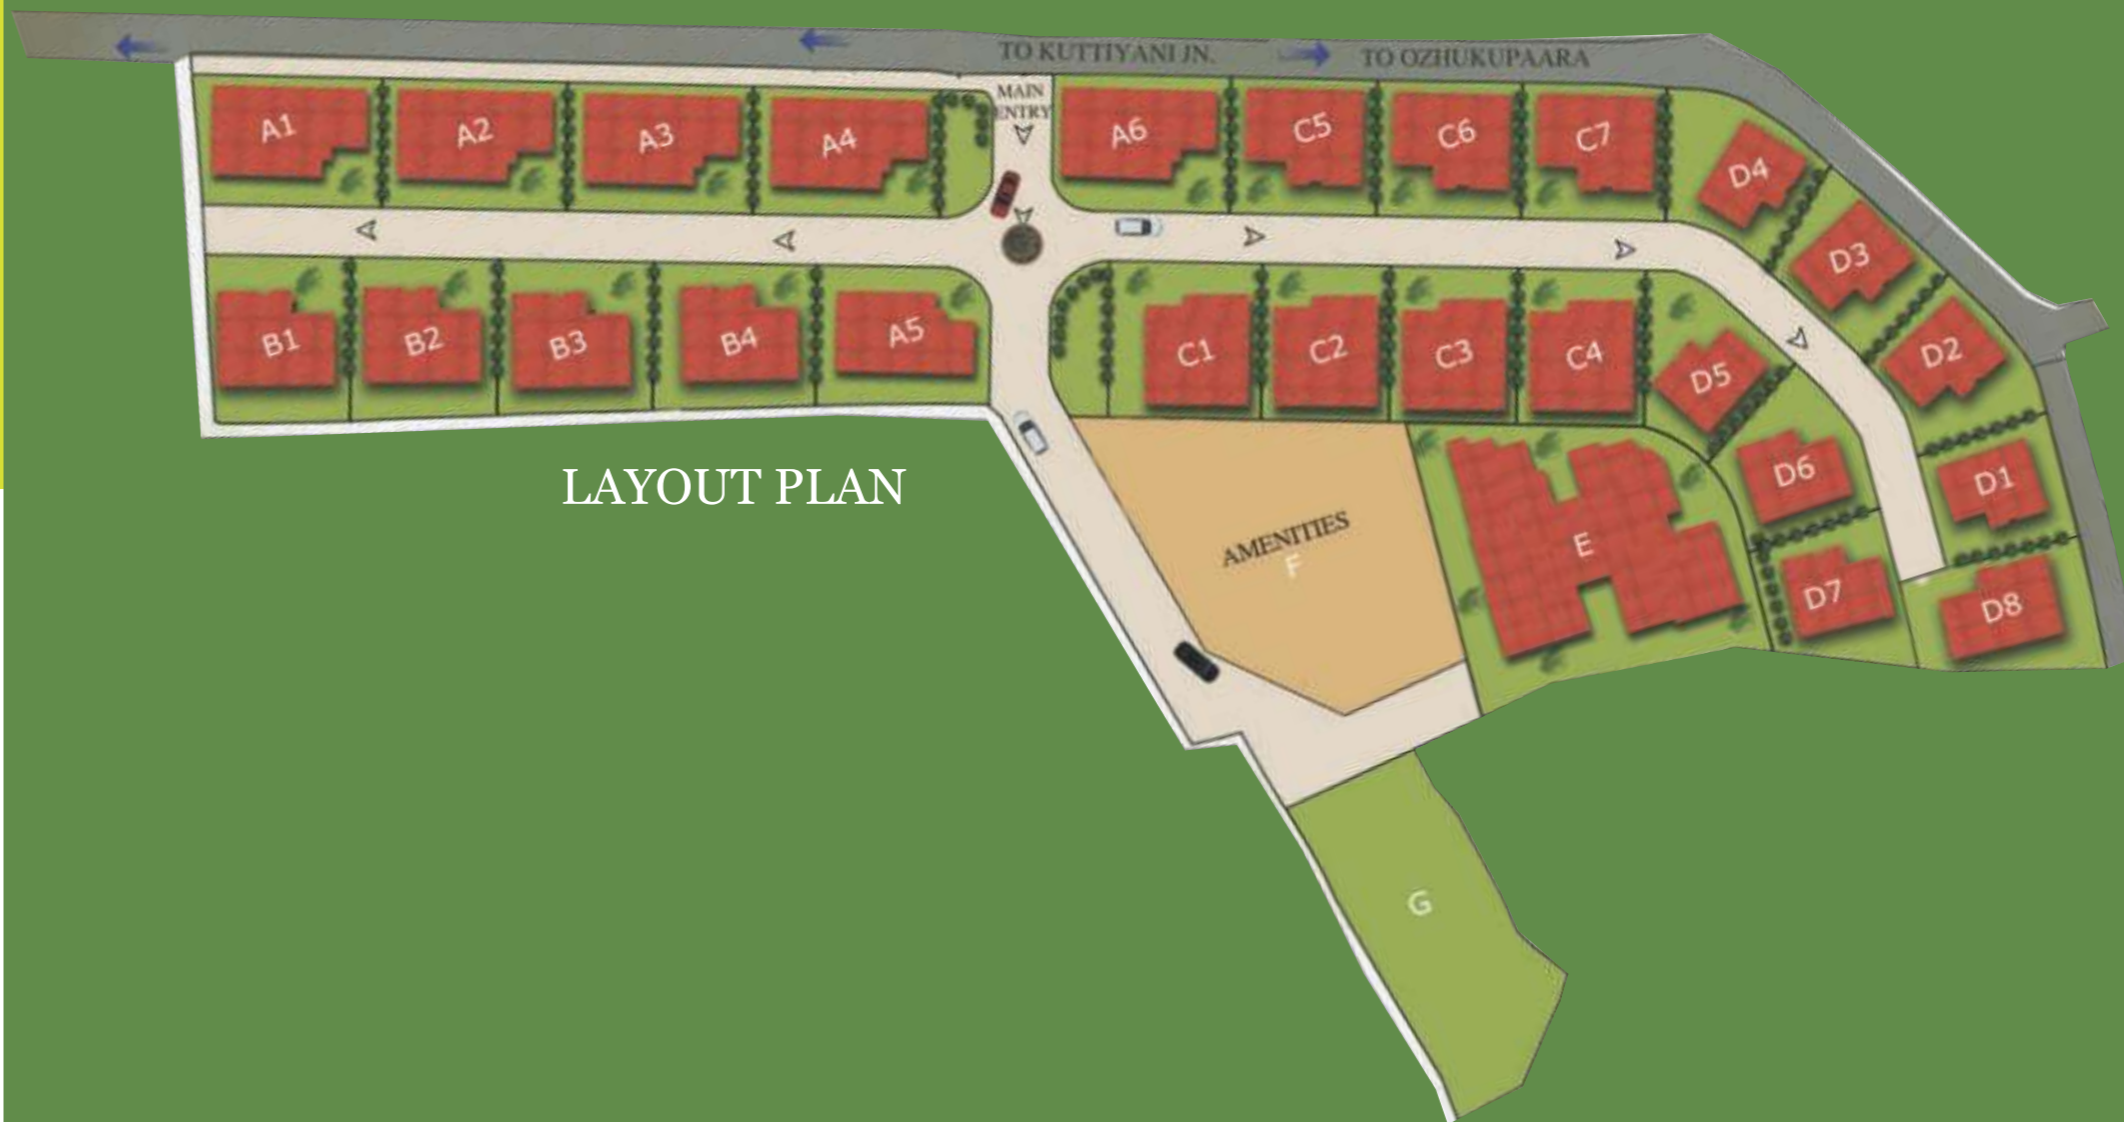 TO KUTTIYANI JN.
TO OZHUKUPAARA
MAIN
ENTRY
A1
A2
A3
A4
A6
C5
C6
C7
D4
D3
D2
D1
D8
B1
B2
B3
B4
A5
C1
C2
C3
C4
D5
D6
D7
LAYOUT PLAN
AMENITIES
F
E
G